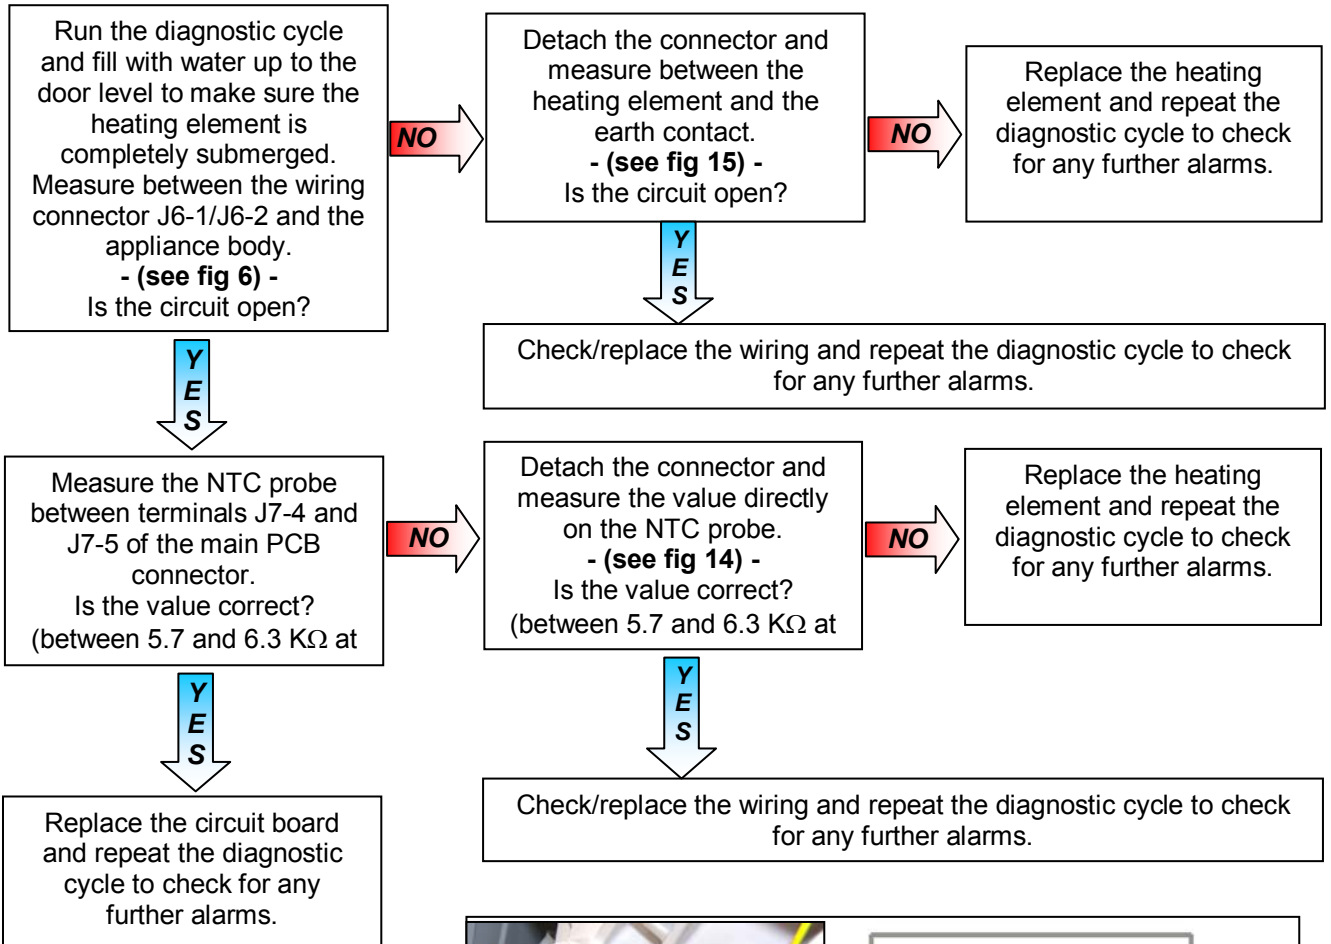 Run the diagnostic cycle
and fill with water up to the
door level to make sure the
heating element is
completely submerged.
Measure between the wiring
connector J6-1/J6-2 and the
appliance body.
- (see fig 6) -
Is the circuit open?
NO
Detach the connector and
measure between the
heating element and the
earth contact.
- (see fig 15) -
Is the circuit open?
NO
Replace the heating
element and repeat the
diagnostic cycle to check
for any further alarms.
YES
Check/replace the wiring and repeat the diagnostic cycle to check
for any further alarms.
YES
Measure the NTC probe
between terminals J7-4 and
J7-5 of the main PCB
connector.
Is the value correct?
(between 5.7 and 6.3 KΩ at
NO
Detach the connector and
measure the value directly
on the NTC probe.
- (see fig 14) -
Is the value correct?
(between 5.7 and 6.3 KΩ at
NO
Replace the heating
element and repeat the
diagnostic cycle to check
for any further alarms.
YES
Check/replace the wiring and repeat the diagnostic cycle to check
for any further alarms.
YES
Replace the circuit board
and repeat the diagnostic
cycle to check for any
further alarms.